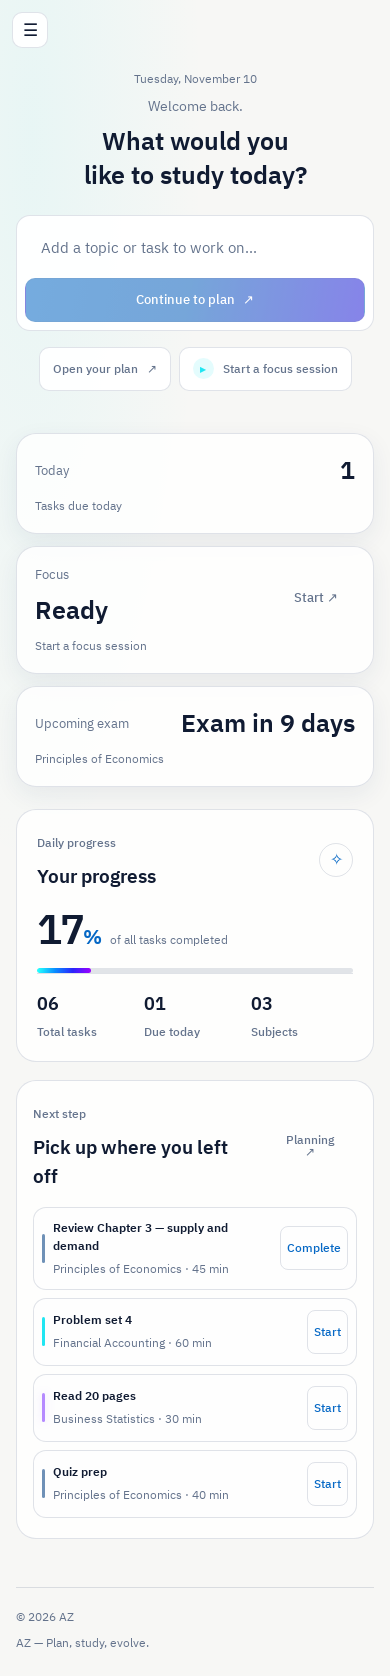 ☰
Tuesday, November 10
Welcome back.
What would you
like to study today?
Add a topic or task to work on...
Continue to plan ↗
Open your plan ↗
▸ Start a focus session
Today
1
Tasks due today
Focus
Ready
Start ↗
Start a focus session
Upcoming exam
Exam in 9 days
Principles of Economics
Daily progress
Your progress
✧
17% of all tasks completed
06 01 03
Total tasks Due today Subjects
Next step
Pick up where you left
off
Planning
↗
Review Chapter 3 — supply and
demand
Principles of Economics · 45 min
Complete
Problem set 4
Financial Accounting · 60 min
Start
Read 20 pages
Business Statistics · 30 min
Start
Quiz prep
Principles of Economics · 40 min
Start
© 2026 AZ
AZ — Plan, study, evolve.